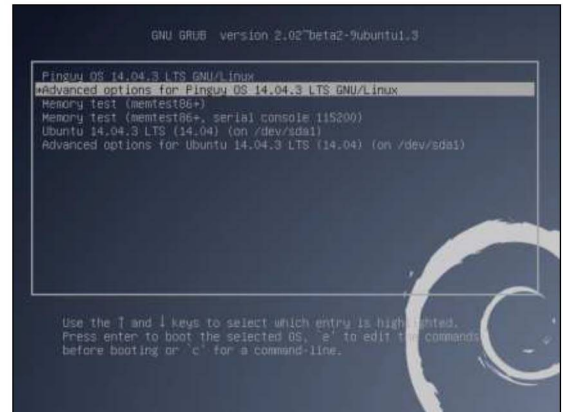 GNU GRUB version 2.02~beta2-9ubuntu1.3
Pinguy OS 14.04.3 LTS GNU/Linux
*Advanced options for Pinguy OS 14.04.3 LTS GNU/Linux
Memory test (memtest86+)
Memory test (memtest86+, serial console 115200)
Ubuntu 14.04.3 LTS (14.04) (on /dev/sda1)
Advanced options for Ubuntu 14.04.3 LTS (14.04) (on /dev/sda1)
Use the ↑ and ↓ keys to select which entry is highlighted.
Press enter to boot the selected OS, `e' to edit the commands
before booting or `c' for a command-line.